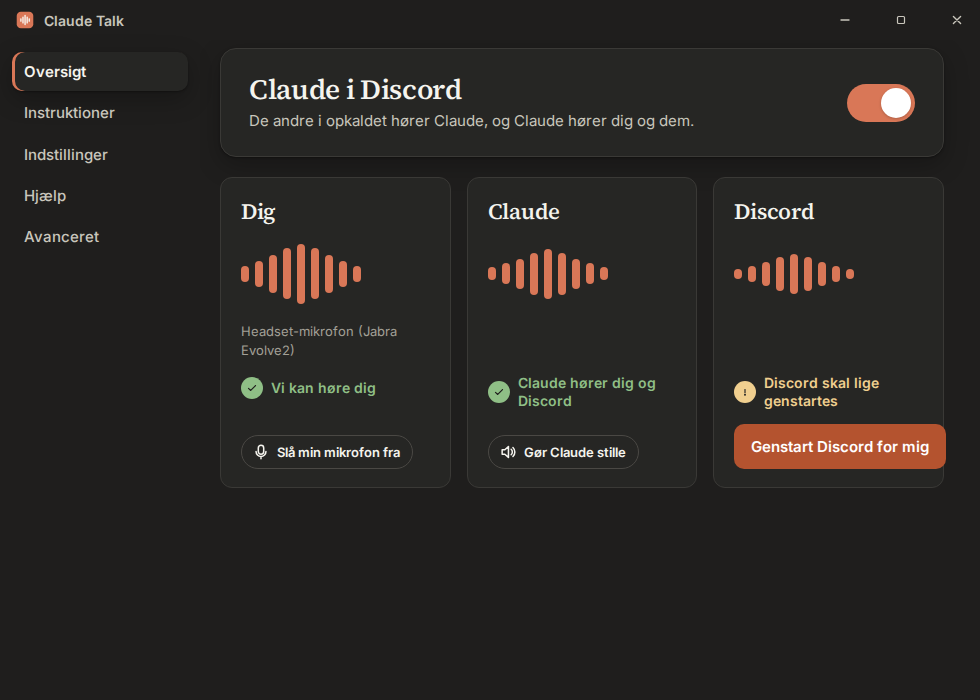 Claude Talk
Oversigt
Instruktioner
Indstillinger
Hjælp
Avanceret
Claude i Discord
De andre i opkaldet hører Claude, og Claude hører dig og dem.
Dig
Headset-mikrofon (Jabra
Evolve2)
Vi kan høre dig
Slå min mikrofon fra
Claude
Claude hører dig og
Discord
Gør Claude stille
Discord
Discord skal lige
genstartes
Genstart Discord for mig